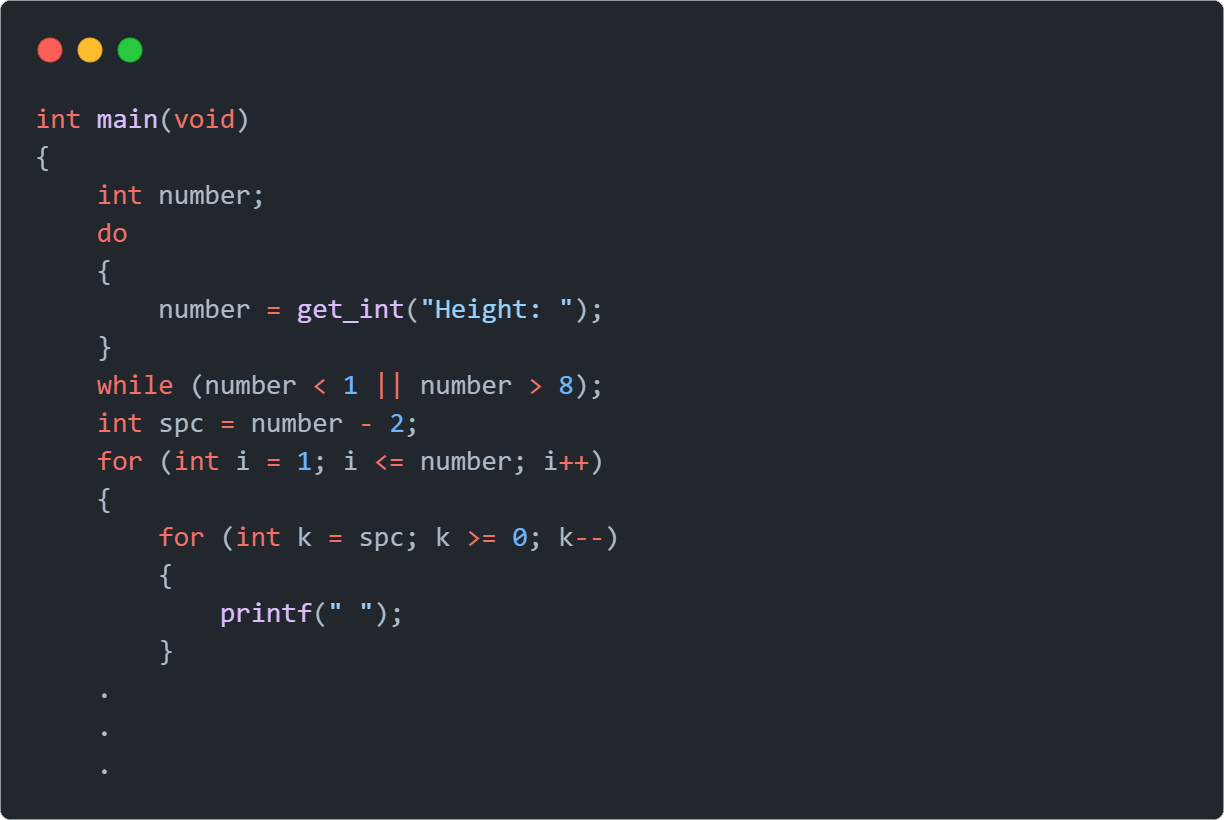 int main(void)
{
    int number;
    do
    {
        number = get_int("Height: ");
    }
    while (number < 1 || number > 8);
    int spc = number - 2;
    for (int i = 1; i <= number; i++)
    {
        for (int k = spc; k >= 0; k--)
        {
            printf(" ");
        }
    .
    .
    .